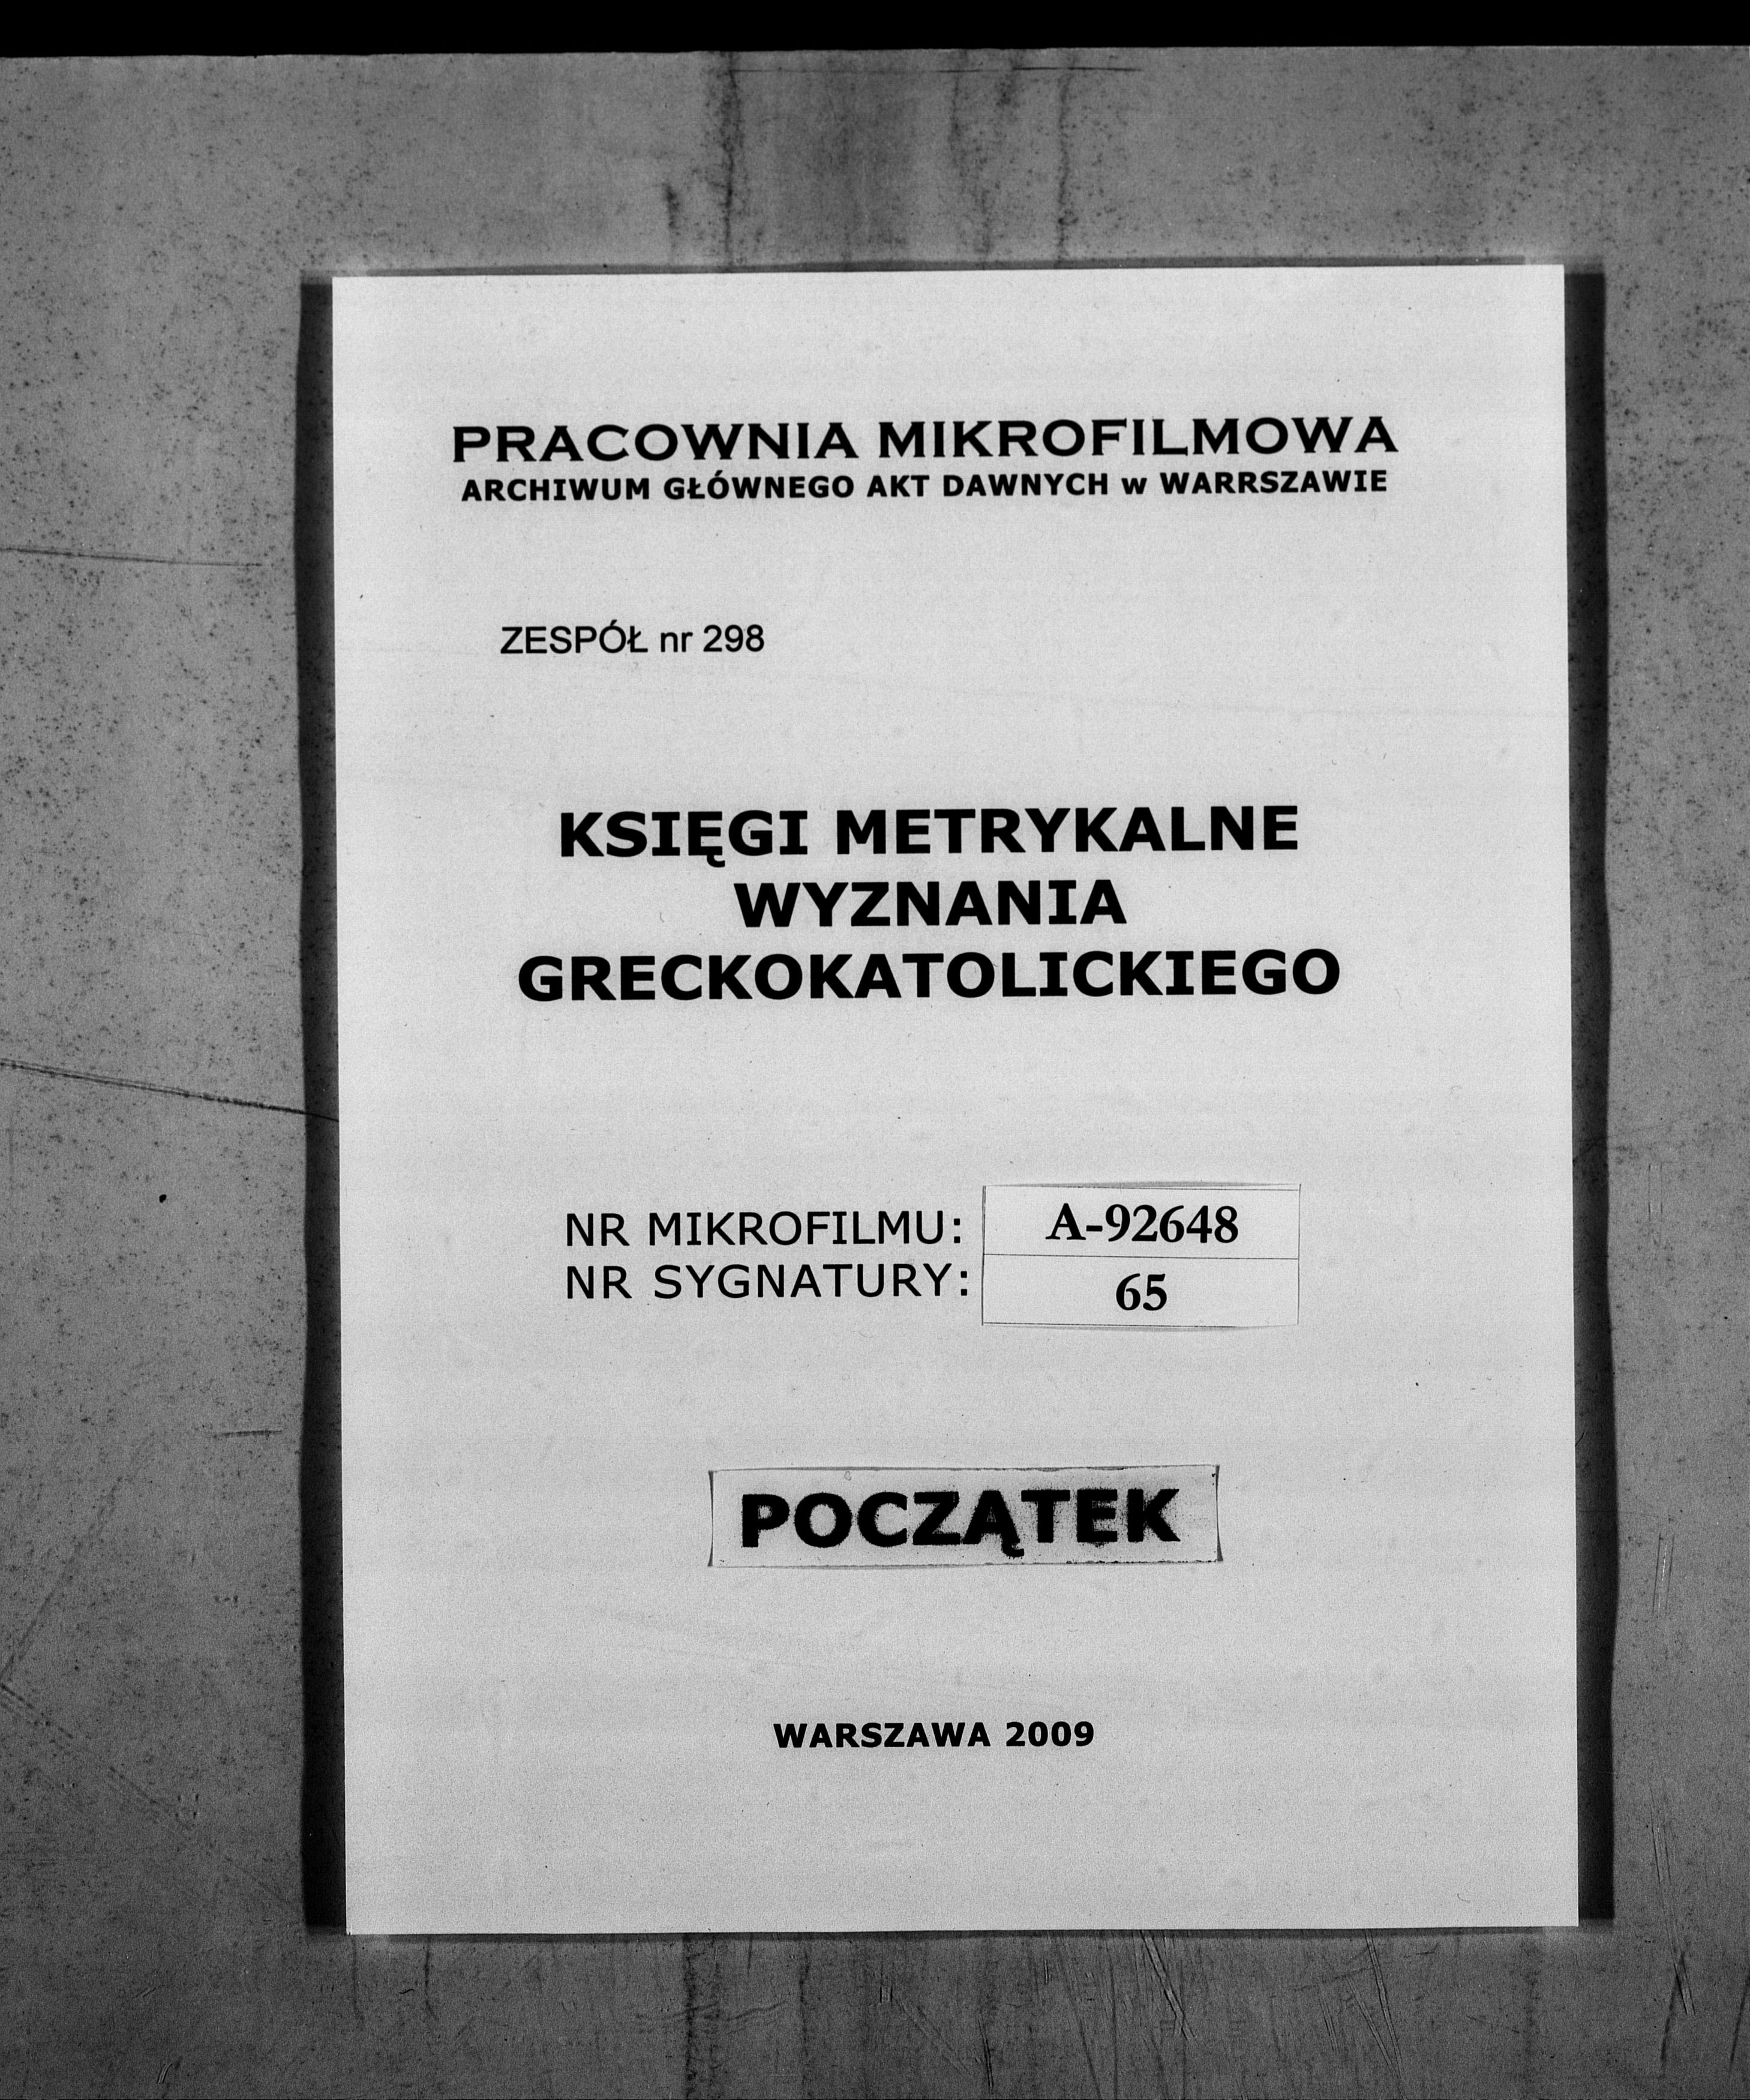 PRACOWNIA MIKROFILMOWA
ARCHIWUM GŁÓWNEGO AKT DAWNYCH w WARRSZAWIE
ZESPÓŁ nr 298
KSIĘGI METRYKALNE
WYZNANIA
GRECKOKATOLICKIEGO
NR MIKROFILMU: A-92648
NR SYGNATURY: 65
POCZĄTEK
WARSZAWA 2009